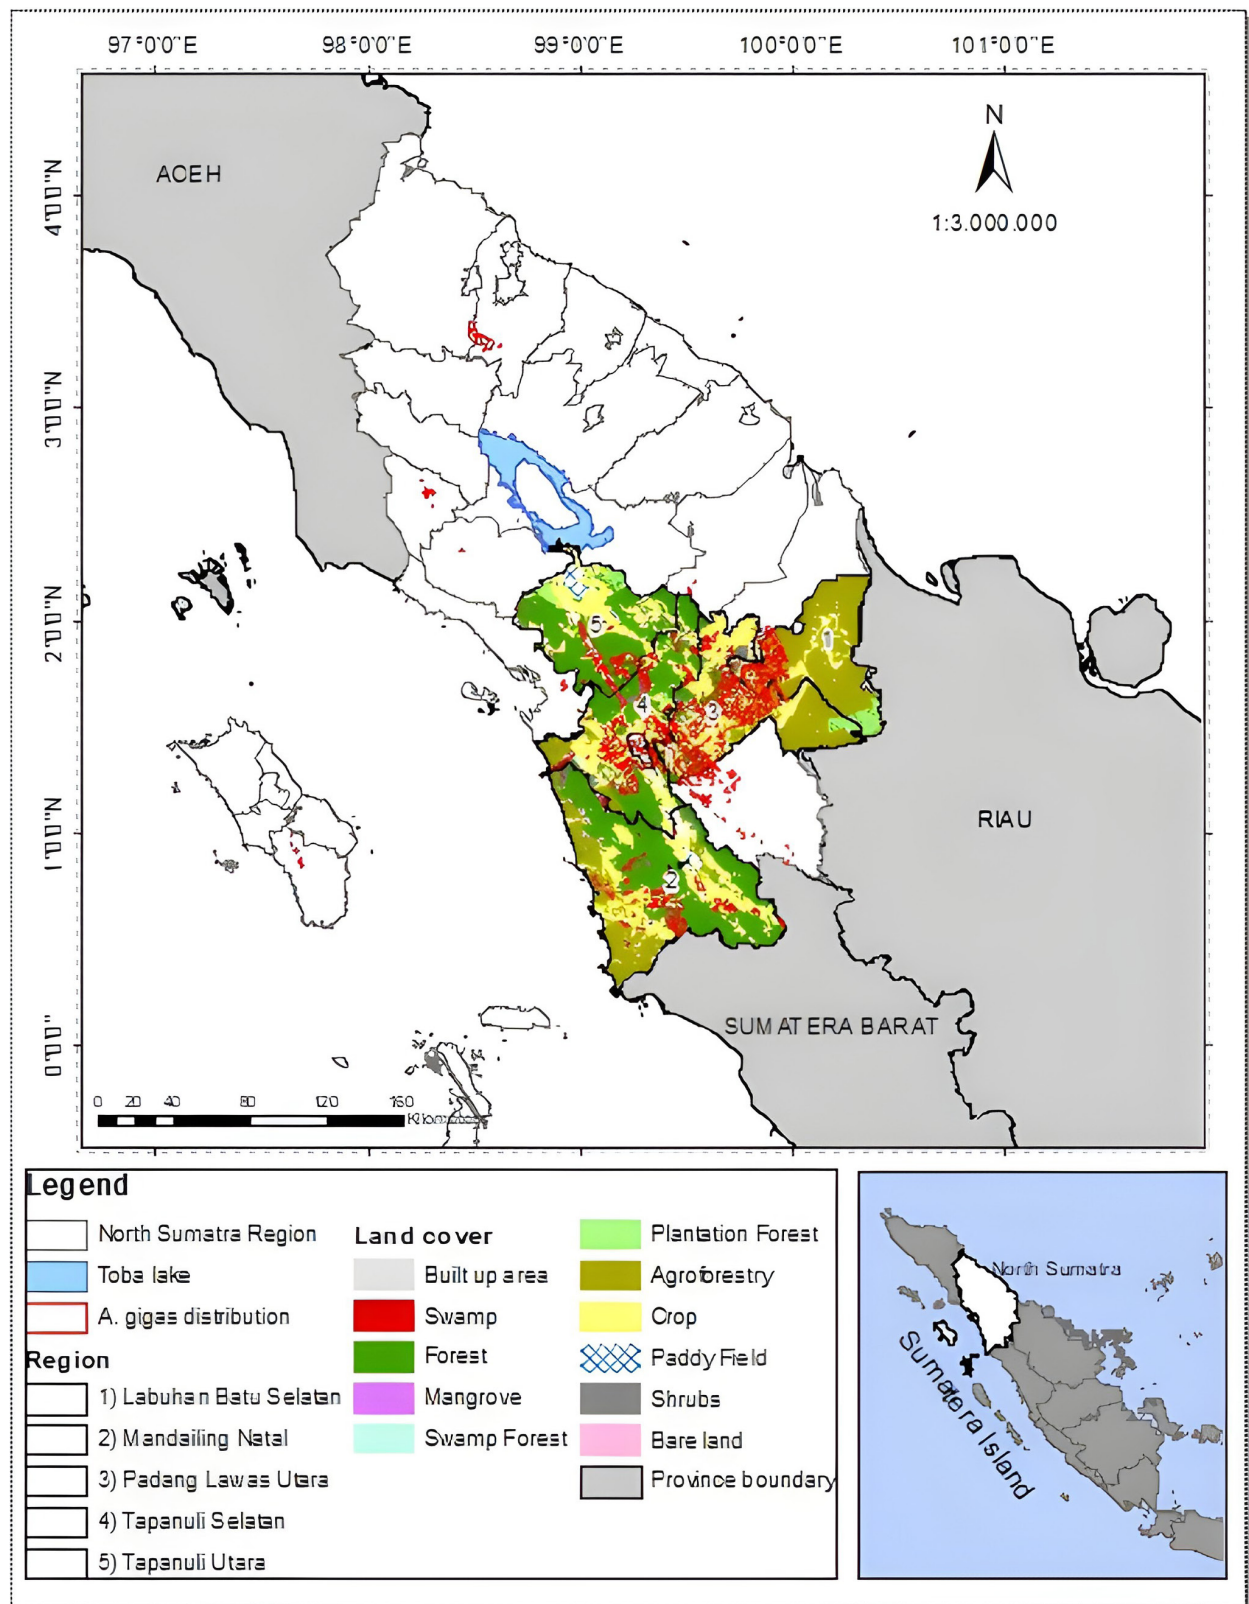 97°0'0"E 98°0'0"E 99°0'0"E 100°0'0"E 101°0'0"E
N
1:3.000.000
ACEH
4°0'0"N
3°0'0"N
2°0'0"N
1°0'0"N
0°0'0"
5
1
4
3
2
RIAU
SUMATERA BARAT
0 20 40 80 120 160
Kilometers
Legend
North Sumatra Region
Toba lake
A. gigas distribution
Region
1) Labuhan Batu Selatan
2) Mandailing Natal
3) Padang Lawas Utara
4) Tapanuli Selatan
5) Tapanuli Utara
Land cover
Built up area
Swamp
Forest
Mangrove
Swamp Forest
Plantation Forest
Agroforestry
Crop
Paddy Field
Shrubs
Bare land
Province boundary
North Sumatra
Sumatera Island